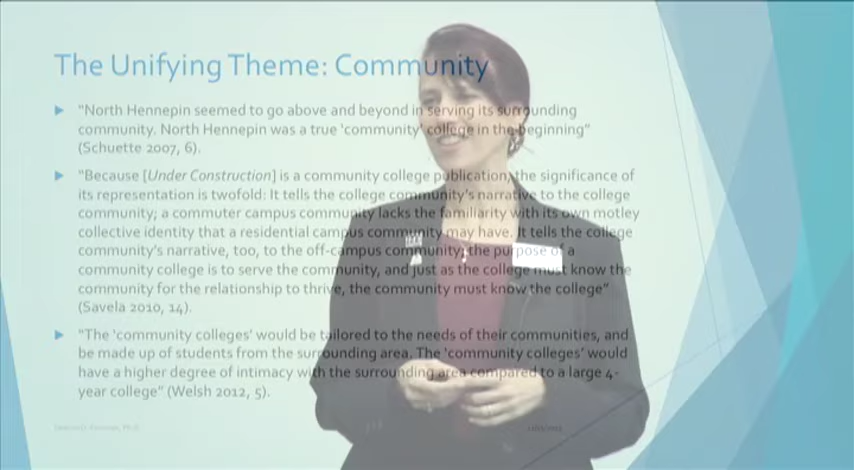 The Unifying Theme: Community
"North Hennepin seemed to go above and beyond in serving its surrounding
community. North Hennepin was a true 'community' college in the beginning"
(Schuette 2007, 6).
"Because [Under Construction] is a community college publication, the significance of
its representation is twofold: It tells the college community's narrative to the college
community; a commuter campus community lacks the familiarity with its own motley
collective identity that a residential campus community may have. It tells the college
community's narrative, too, to the off-campus community; the purpose of a
community college is to serve the community, and just as the college must know the
community for the relationship to thrive, the community must know the college"
(Savela 2010, 14).
"The 'community colleges' would be tailored to the needs of their communities, and
be made up of students from the surrounding area. The 'community colleges' would
have a higher degree of intimacy with the surrounding area compared to a large 4-
year college" (Welsh 2012, 5).